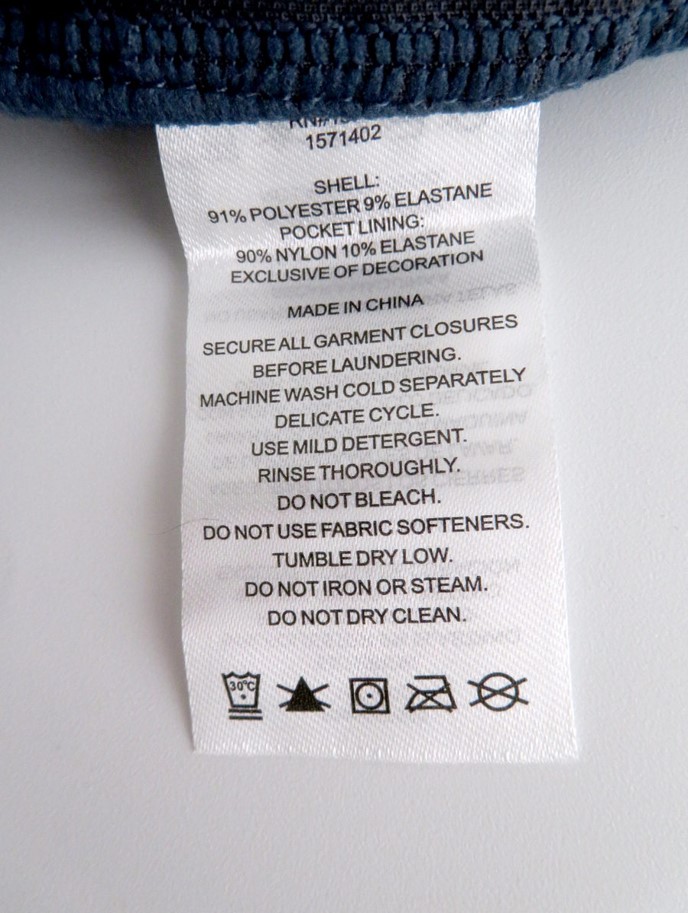 1571402
SHELL:
91% POLYESTER 9% ELASTANE
POCKET LINING:
90% NYLON 10% ELASTANE
EXCLUSIVE OF DECORATION
MADE IN CHINA
SECURE ALL GARMENT CLOSURES
BEFORE LAUNDERING.
MACHINE WASH COLD SEPARATELY
DELICATE CYCLE.
USE MILD DETERGENT.
RINSE THOROUGHLY.
DO NOT BLEACH.
DO NOT USE FABRIC SOFTENERS.
TUMBLE DRY LOW.
DO NOT IRON OR STEAM.
DO NOT DRY CLEAN.
30°C